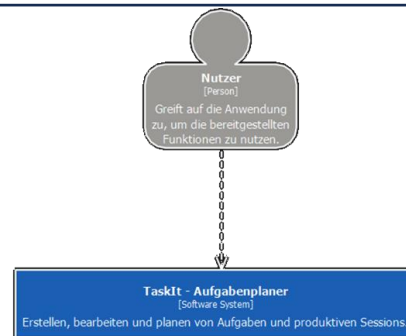 Nutzer
[Person]
Greift auf die Anwendung
zu, um die bereitgestellten
Funktionen zu nutzen.
TaskIt - Aufgabenplaner
[Software System]
Erstellen, bearbeiten und planen von Aufgaben und produktiven Sessions.